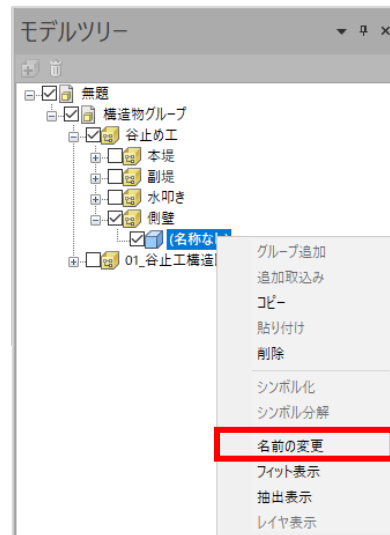 モデルツリー
無題
構造物グループ
谷止め工
本堤
副堤
水叩き
側壁
(名称なし)
01_谷止工構造
グループ追加
追加取込み
コピー
貼り付け
削除
シンボル化
シンボル分解
名前の変更
フィット表示
抽出表示
レイヤ表示